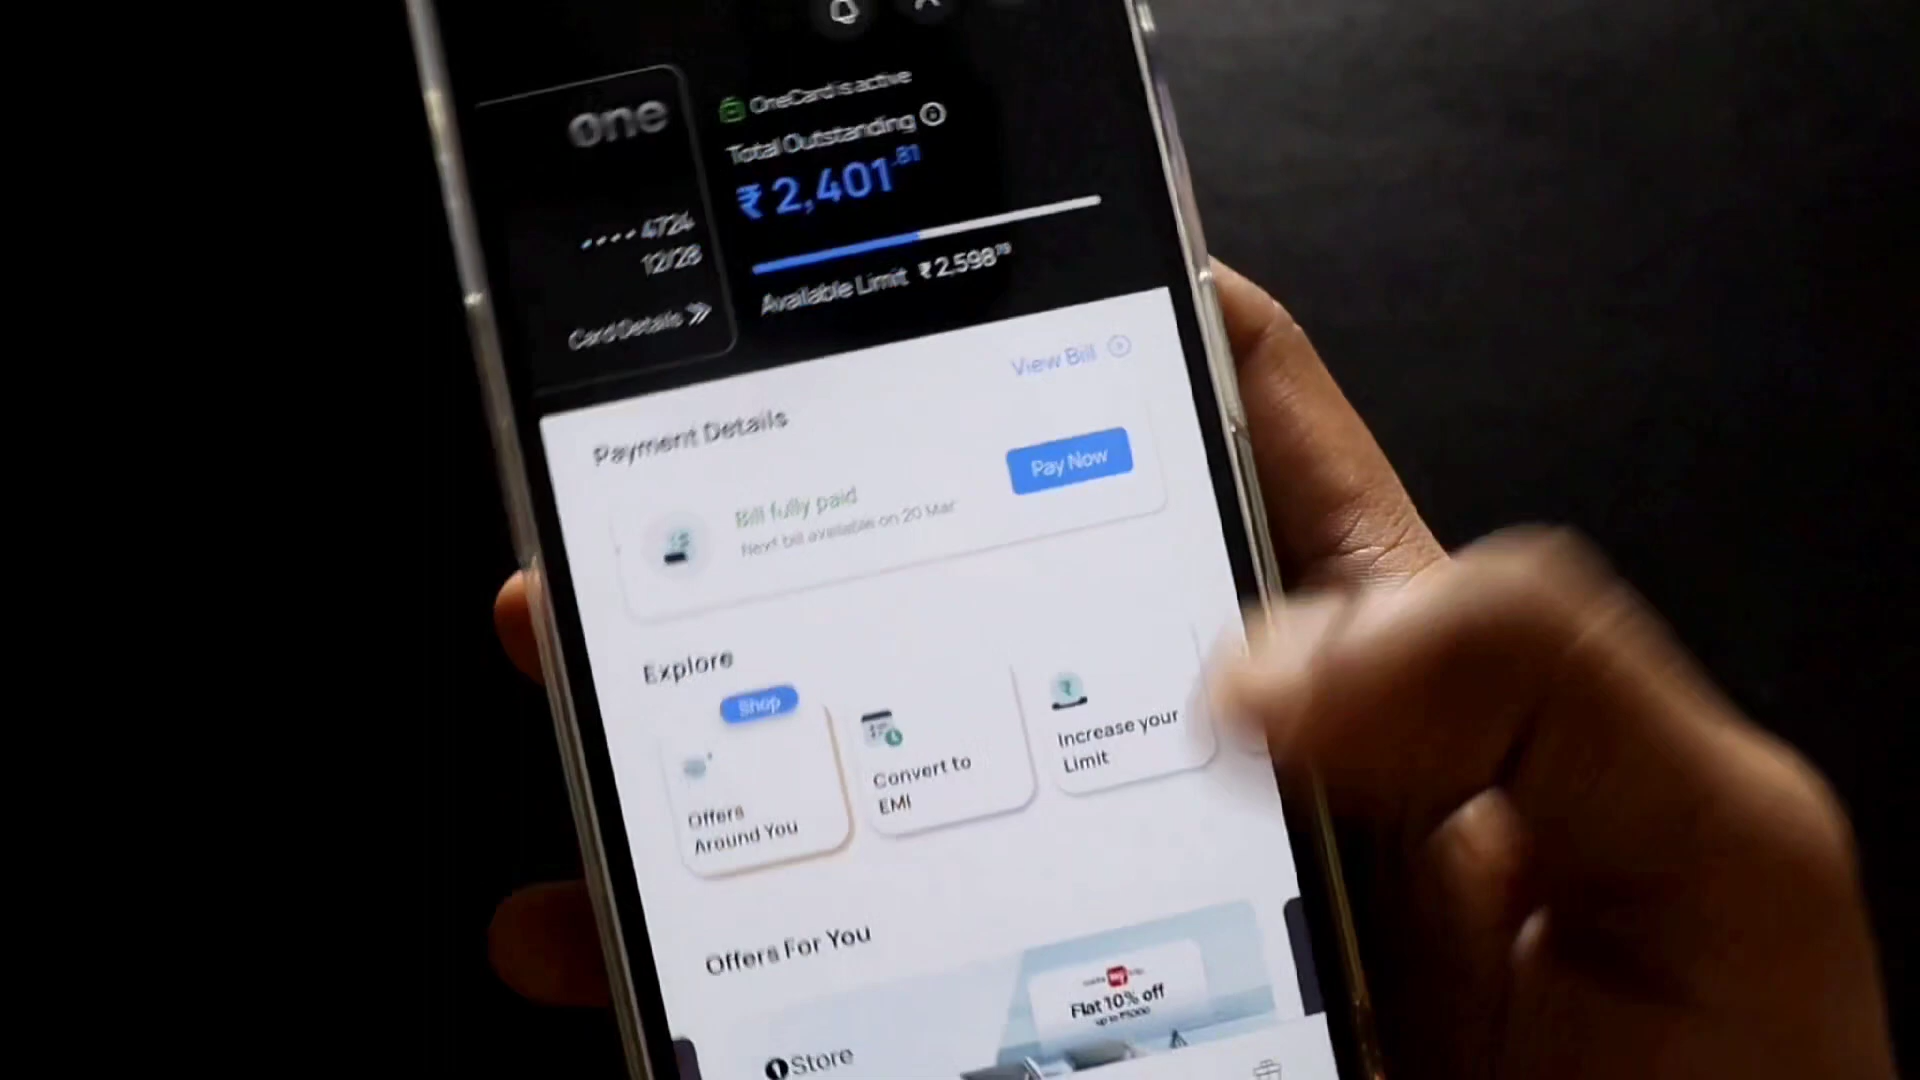 one
OneCard is active
Total Outstanding
₹2,401.81
4724
12/28
Available Limit ₹2,598.19
Card Details
View Bill
Payment Details
Pay Now
Bill fully paid
Next bill available on 20 Mar
Explore
Shop
Offers
Around You
Convert to
EMI
Increase your
Limit
Offers For You
Flat 10% off
Store